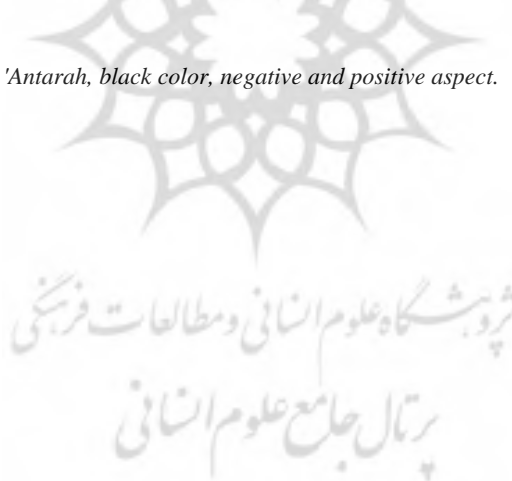 'Antarah, black color, negative and positive aspect.
پژوهشگاه علوم انسانی و مطالعات فرهنگی
پرتال جامع علوم انسانی